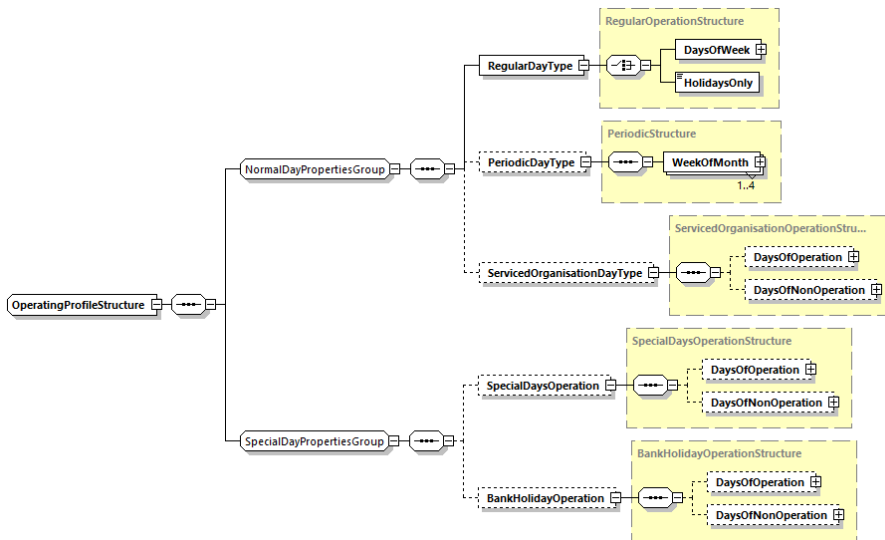 RegularOperationStructure
DaysOfWeek
RegularDayType
HolidaysOnly
PeriodicStructure
NormalDayPropertiesGroup
PeriodicDayType
WeekOfMonth
1..4
ServicedOrganisationOperationStru...
DaysOfOperation
ServicedOrganisationDayType
DaysOfNonOperation
OperatingProfileStructure
SpecialDaysOperationStructure
DaysOfOperation
SpecialDaysOperation
DaysOfNonOperation
SpecialDayPropertiesGroup
BankHolidayOperationStructure
DaysOfOperation
BankHolidayOperation
DaysOfNonOperation